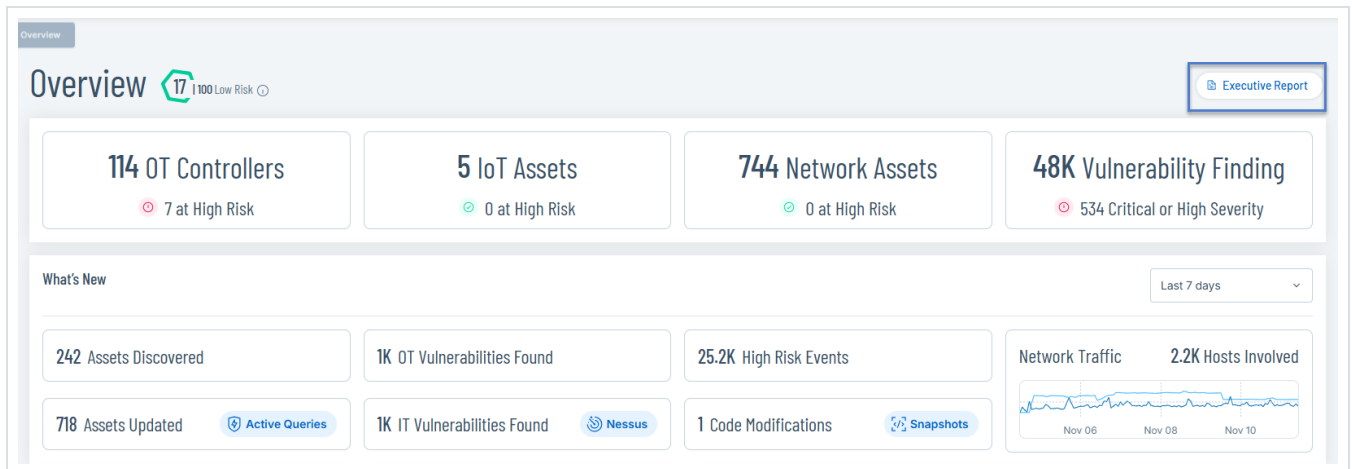 Overview
Overview 17 | 100 Low Risk
Executive Report
114 OT Controllers
7 at High Risk
5 IoT Assets
0 at High Risk
744 Network Assets
0 at High Risk
48K Vulnerability Finding
534 Critical or High Severity
What's New
Last 7 days
242 Assets Discovered
1K OT Vulnerabilities Found
25.2K High Risk Events
Network Traffic 2.2K Hosts Involved
718 Assets Updated Active Queries
1K IT Vulnerabilities Found Nessus
1 Code Modifications Snapshots
Nov 06 Nov 08 Nov 10